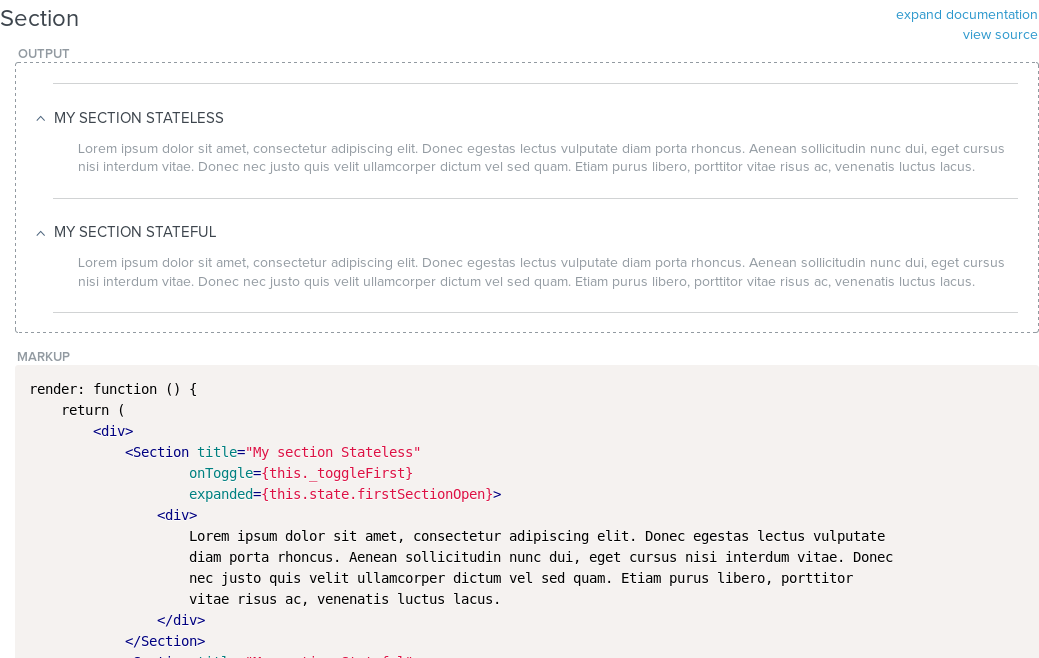 Section
expand documentation
view source
OUTPUT
MY SECTION STATELESS
Lorem ipsum dolor sit amet, consectetur adipiscing elit. Donec egestas lectus vulputate diam porta rhoncus. Aenean sollicitudin nunc dui, eget cursus
nisi interdum vitae. Donec nec justo quis velit ullamcorper dictum vel sed quam. Etiam purus libero, porttitor vitae risus ac, venenatis luctus lacus.
MY SECTION STATEFUL
Lorem ipsum dolor sit amet, consectetur adipiscing elit. Donec egestas lectus vulputate diam porta rhoncus. Aenean sollicitudin nunc dui, eget cursus
nisi interdum vitae. Donec nec justo quis velit ullamcorper dictum vel sed quam. Etiam purus libero, porttitor vitae risus ac, venenatis luctus lacus.
MARKUP
render: function () {
return (
<div>
<Section title="My section Stateless"
onToggle={this._toggleFirst}
expanded={this.state.firstSectionOpen}>
<div>
Lorem ipsum dolor sit amet, consectetur adipiscing elit. Donec egestas lectus vulputate
diam porta rhoncus. Aenean sollicitudin nunc dui, eget cursus nisi interdum vitae. Donec
nec justo quis velit ullamcorper dictum vel sed quam. Etiam purus libero, porttitor
vitae risus ac, venenatis luctus lacus.
</div>
</Section>